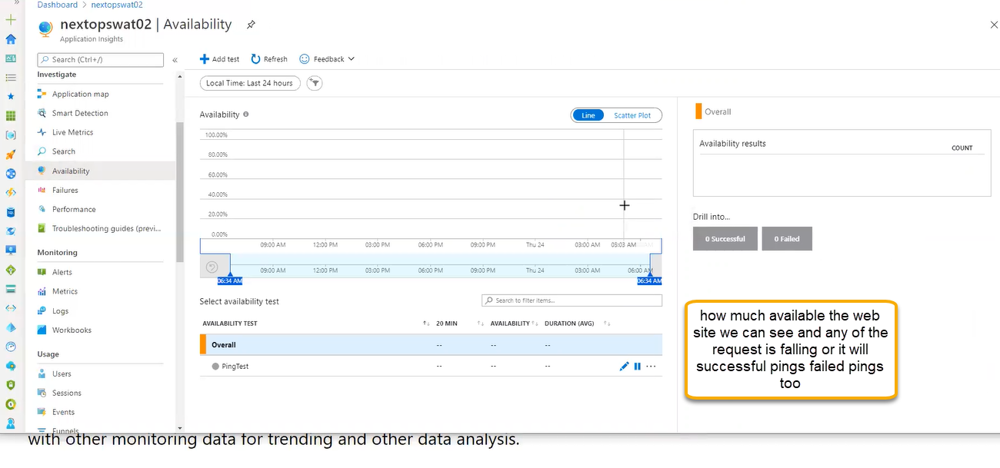 Dashboard > nextopswat02
nextopswat02 | Availability
Application Insights
Search (Ctrl+/)
«
Investigate
Application map
Smart Detection
Live Metrics
Search
Availability
Failures
Performance
Troubleshooting guides (previ...
Monitoring
Alerts
Metrics
Logs
Workbooks
Usage
Users
Sessions
Events
Funnels
Add test Refresh Feedback
Local Time: Last 24 hours
Availability
Line Scatter Plot
100.00%
80.00%
60.00%
40.00%
20.00%
0.00%
09:00 AM 12:00 PM 03:00 PM 06:00 PM 09:00 PM Thu 24 03:00 AM 05:03 AM
09:00 AM 12:00 PM 03:00 PM 06:00 PM 09:00 PM Thu 24 03:00 AM 06:00 AM
06:34 AM 06:34 AM
Select availability test
Search to filter items...
AVAILABILITY TEST 20 MIN AVAILABILITY DURATION (AVG)
Overall -- -- --
PingTest -- -- -- ...
Overall
Availability results
COUNT
Drill into...
0 Successful 0 Failed
how much available the web
site we can see and any of the
request is falling or it will
successful pings failed pings
too
with other monitoring data for trending and other data analysis.